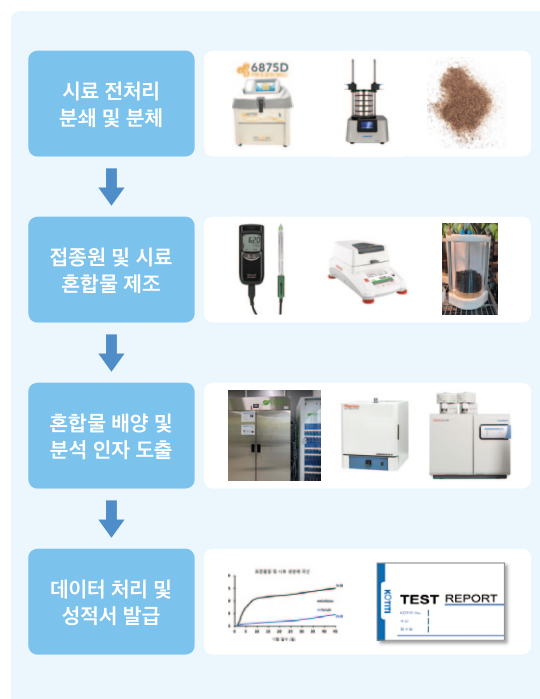 시료 전처리
분쇄 및 분체
6875D
접종원 및 시료
혼합물 제조
혼합물 배양 및
분석 인자 도출
데이터 처리 및
성적서 발급
KOTITI
TEST REPORT